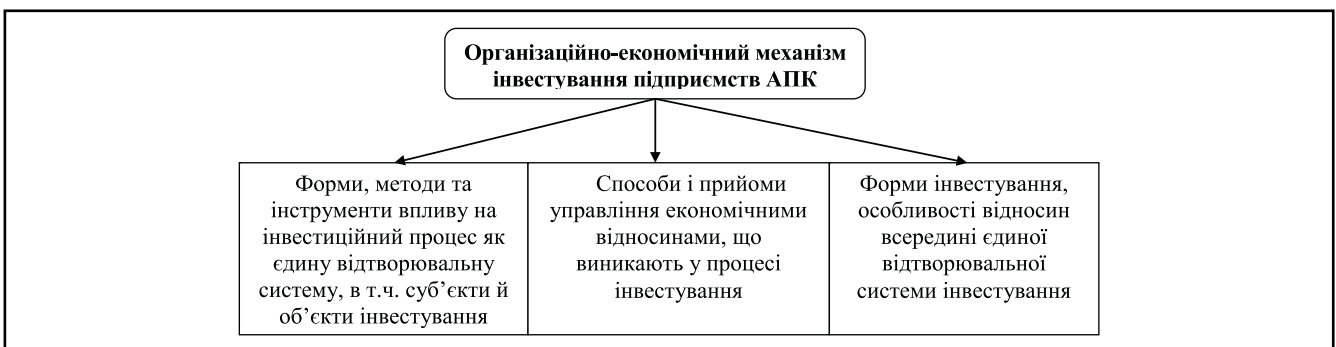 Організаційно-економічний механізм
інвестування підприємств АПК
Форми, методи та
інструменти впливу на
інвестиційний процес як
єдину відтворювальну
систему, в т.ч. суб’єкти й
об’єкти інвестування
Способи і прийоми
управління економічними
відносинами, що
виникають у процесі
інвестування
Форми інвестування,
особливості відносин
всередині єдиної
відтворювальної
системи інвестування